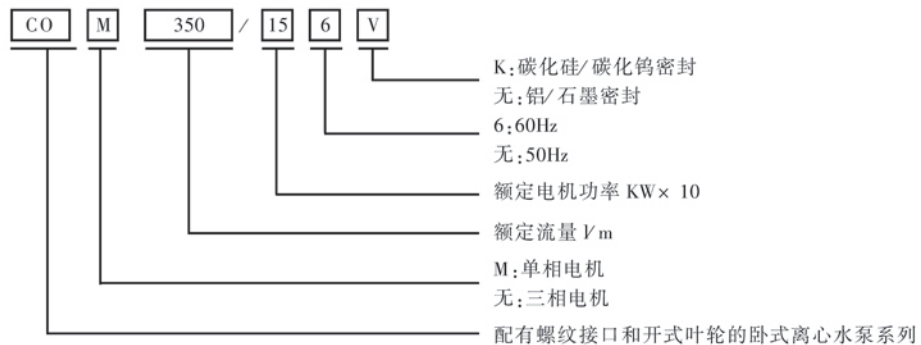 CO M 350 / 15 6 V
K:碳化硅/碳化钨密封
无:铝/石墨密封
6:60Hz
无:50Hz
额定电机功率 KW× 10
额定流量 l/m
M:单相电机
无:三相电机
配有螺纹接口和开式叶轮的卧式离心水泵系列